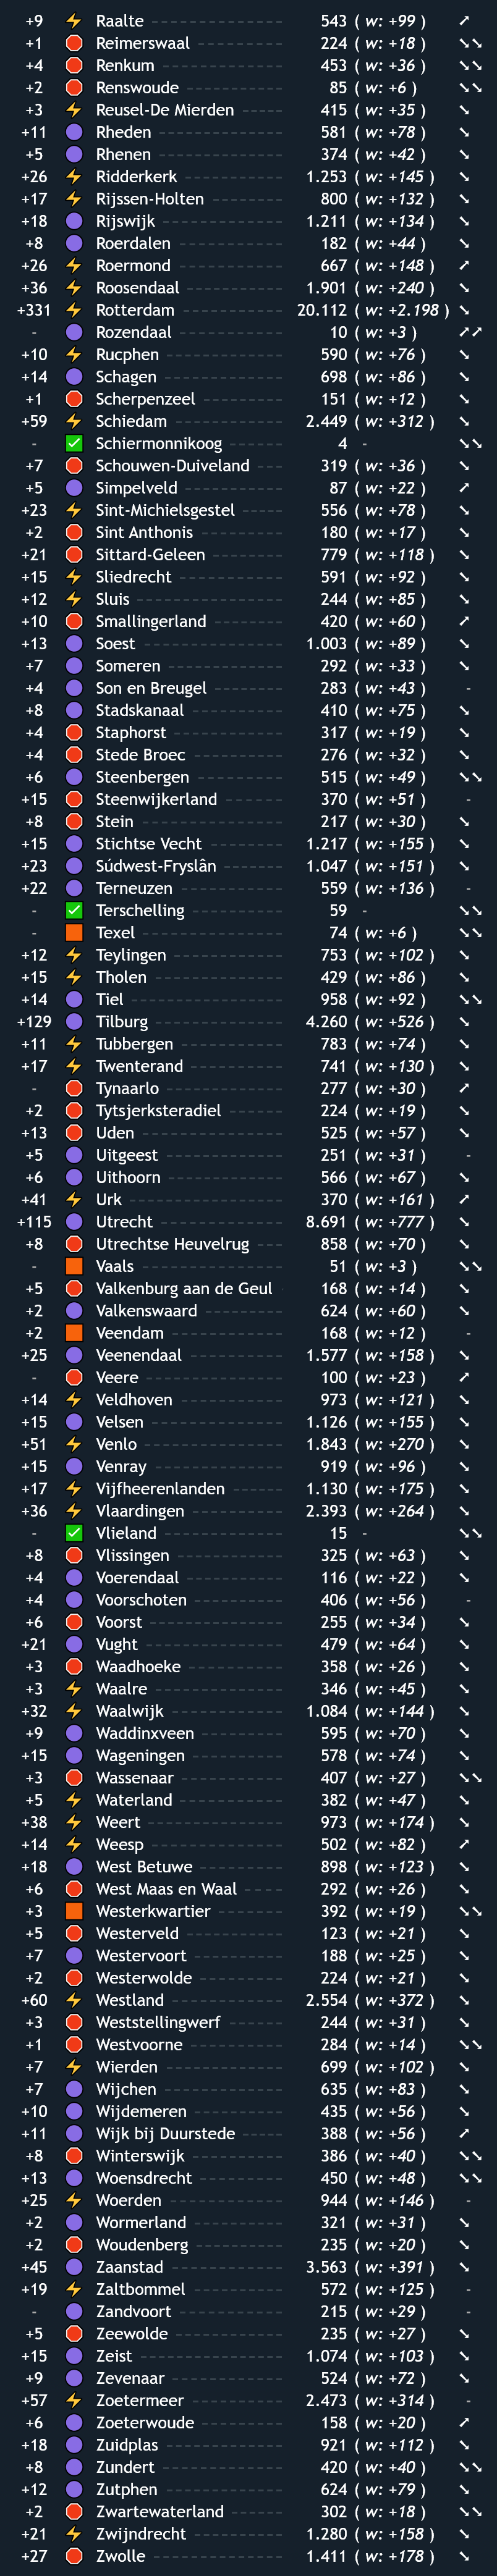 +9 Raalte 543 ( w: +99 )
+1 Reimerswaal 224 ( w: +18 )
+4 Renkum 453 ( w: +36 )
+2 Renswoude 85 ( w: +6 )
+3 Reusel-De Mierden 415 ( w: +35 )
+11 Rheden 581 ( w: +78 )
+5 Rhenen 374 ( w: +42 )
+26 Ridderkerk 1.253 ( w: +145 )
+17 Rijssen-Holten 800 ( w: +132 )
+18 Rijswijk 1.211 ( w: +134 )
+8 Roerdalen 182 ( w: +44 )
+26 Roermond 667 ( w: +148 )
+36 Roosendaal 1.901 ( w: +240 )
+331 Rotterdam 20.112 ( w: +2.198 )
- Rozendaal 10 ( w: +3 )
+10 Rucphen 590 ( w: +76 )
+14 Schagen 698 ( w: +86 )
+1 Scherpenzeel 151 ( w: +12 )
+59 Schiedam 2.449 ( w: +312 )
- Schiermonnikoog 4 -
+7 Schouwen-Duiveland 319 ( w: +36 )
+5 Simpelveld 87 ( w: +22 )
+23 Sint-Michielsgestel 556 ( w: +78 )
+2 Sint Anthonis 180 ( w: +17 )
+21 Sittard-Geleen 779 ( w: +118 )
+15 Sliedrecht 591 ( w: +92 )
+12 Sluis 244 ( w: +85 )
+10 Smallingerland 420 ( w: +60 )
+13 Soest 1.003 ( w: +89 )
+7 Someren 292 ( w: +33 )
+4 Son en Breugel 283 ( w: +43 ) -
+8 Stadskanaal 410 ( w: +75 )
+4 Staphorst 317 ( w: +19 )
+4 Stede Broec 276 ( w: +32 )
+6 Steenbergen 515 ( w: +49 )
+15 Steenwijkerland 370 ( w: +51 ) -
+8 Stein 217 ( w: +30 )
+15 Stichtse Vecht 1.217 ( w: +155 )
+23 Súdwest-Fryslân 1.047 ( w: +151 )
+22 Terneuzen 559 ( w: +136 ) -
- Terschelling 59 -
- Texel 74 ( w: +6 )
+12 Teylingen 753 ( w: +102 )
+15 Tholen 429 ( w: +86 )
+14 Tiel 958 ( w: +92 )
+129 Tilburg 4.260 ( w: +526 )
+11 Tubbergen 783 ( w: +74 )
+17 Twenterand 741 ( w: +130 )
- Tynaarlo 277 ( w: +30 )
+2 Tytsjerksteradiel 224 ( w: +19 )
+13 Uden 525 ( w: +57 )
+5 Uitgeest 251 ( w: +31 ) -
+6 Uithoorn 566 ( w: +67 )
+41 Urk 370 ( w: +161 )
+115 Utrecht 8.691 ( w: +777 )
+8 Utrechtse Heuvelrug 858 ( w: +70 )
- Vaals 51 ( w: +3 )
+5 Valkenburg aan de Geul 168 ( w: +14 )
+2 Valkenswaard 624 ( w: +60 )
+2 Veendam 168 ( w: +12 ) -
+25 Veenendaal 1.577 ( w: +158 )
- Veere 100 ( w: +23 )
+14 Veldhoven 973 ( w: +121 )
+15 Velsen 1.126 ( w: +155 )
+51 Venlo 1.843 ( w: +270 )
+15 Venray 919 ( w: +96 )
+17 Vijfheerenlanden 1.130 ( w: +175 )
+36 Vlaardingen 2.393 ( w: +264 )
- Vlieland 15 -
+8 Vlissingen 325 ( w: +63 )
+4 Voerendaal 116 ( w: +22 )
+4 Voorschoten 406 ( w: +56 ) -
+6 Voorst 255 ( w: +34 )
+21 Vught 479 ( w: +64 )
+3 Waadhoeke 358 ( w: +26 )
+3 Waalre 346 ( w: +45 )
+32 Waalwijk 1.084 ( w: +144 )
+9 Waddinxveen 595 ( w: +70 )
+15 Wageningen 578 ( w: +74 )
+3 Wassenaar 407 ( w: +27 )
+5 Waterland 382 ( w: +47 )
+38 Weert 973 ( w: +174 )
+14 Weesp 502 ( w: +82 )
+18 West Betuwe 898 ( w: +123 )
+6 West Maas en Waal 292 ( w: +26 )
+3 Westerkwartier 392 ( w: +19 )
+5 Westerveld 123 ( w: +21 )
+7 Westervoort 188 ( w: +25 )
+2 Westerwolde 224 ( w: +21 )
+60 Westland 2.554 ( w: +372 )
+3 Weststellingwerf 244 ( w: +31 )
+1 Westvoorne 284 ( w: +14 )
+7 Wierden 699 ( w: +102 )
+7 Wijchen 635 ( w: +83 )
+10 Wijdemeren 435 ( w: +56 )
+11 Wijk bij Duurstede 388 ( w: +56 )
+8 Winterswijk 386 ( w: +40 )
+13 Woensdrecht 450 ( w: +48 )
+25 Woerden 944 ( w: +146 ) -
+2 Wormerland 321 ( w: +31 )
+2 Woudenberg 235 ( w: +20 )
+45 Zaanstad 3.563 ( w: +391 )
+19 Zaltbommel 572 ( w: +125 ) -
- Zandvoort 215 ( w: +29 ) -
+5 Zeewolde 235 ( w: +27 )
+15 Zeist 1.074 ( w: +103 )
+9 Zevenaar 524 ( w: +72 )
+57 Zoetermeer 2.473 ( w: +314 ) -
+6 Zoeterwoude 158 ( w: +20 )
+18 Zuidplas 921 ( w: +112 )
+8 Zundert 420 ( w: +40 )
+12 Zutphen 624 ( w: +79 )
+2 Zwartewaterland 302 ( w: +18 )
+21 Zwijndrecht 1.280 ( w: +158 )
+27 Zwolle 1.411 ( w: +178 )